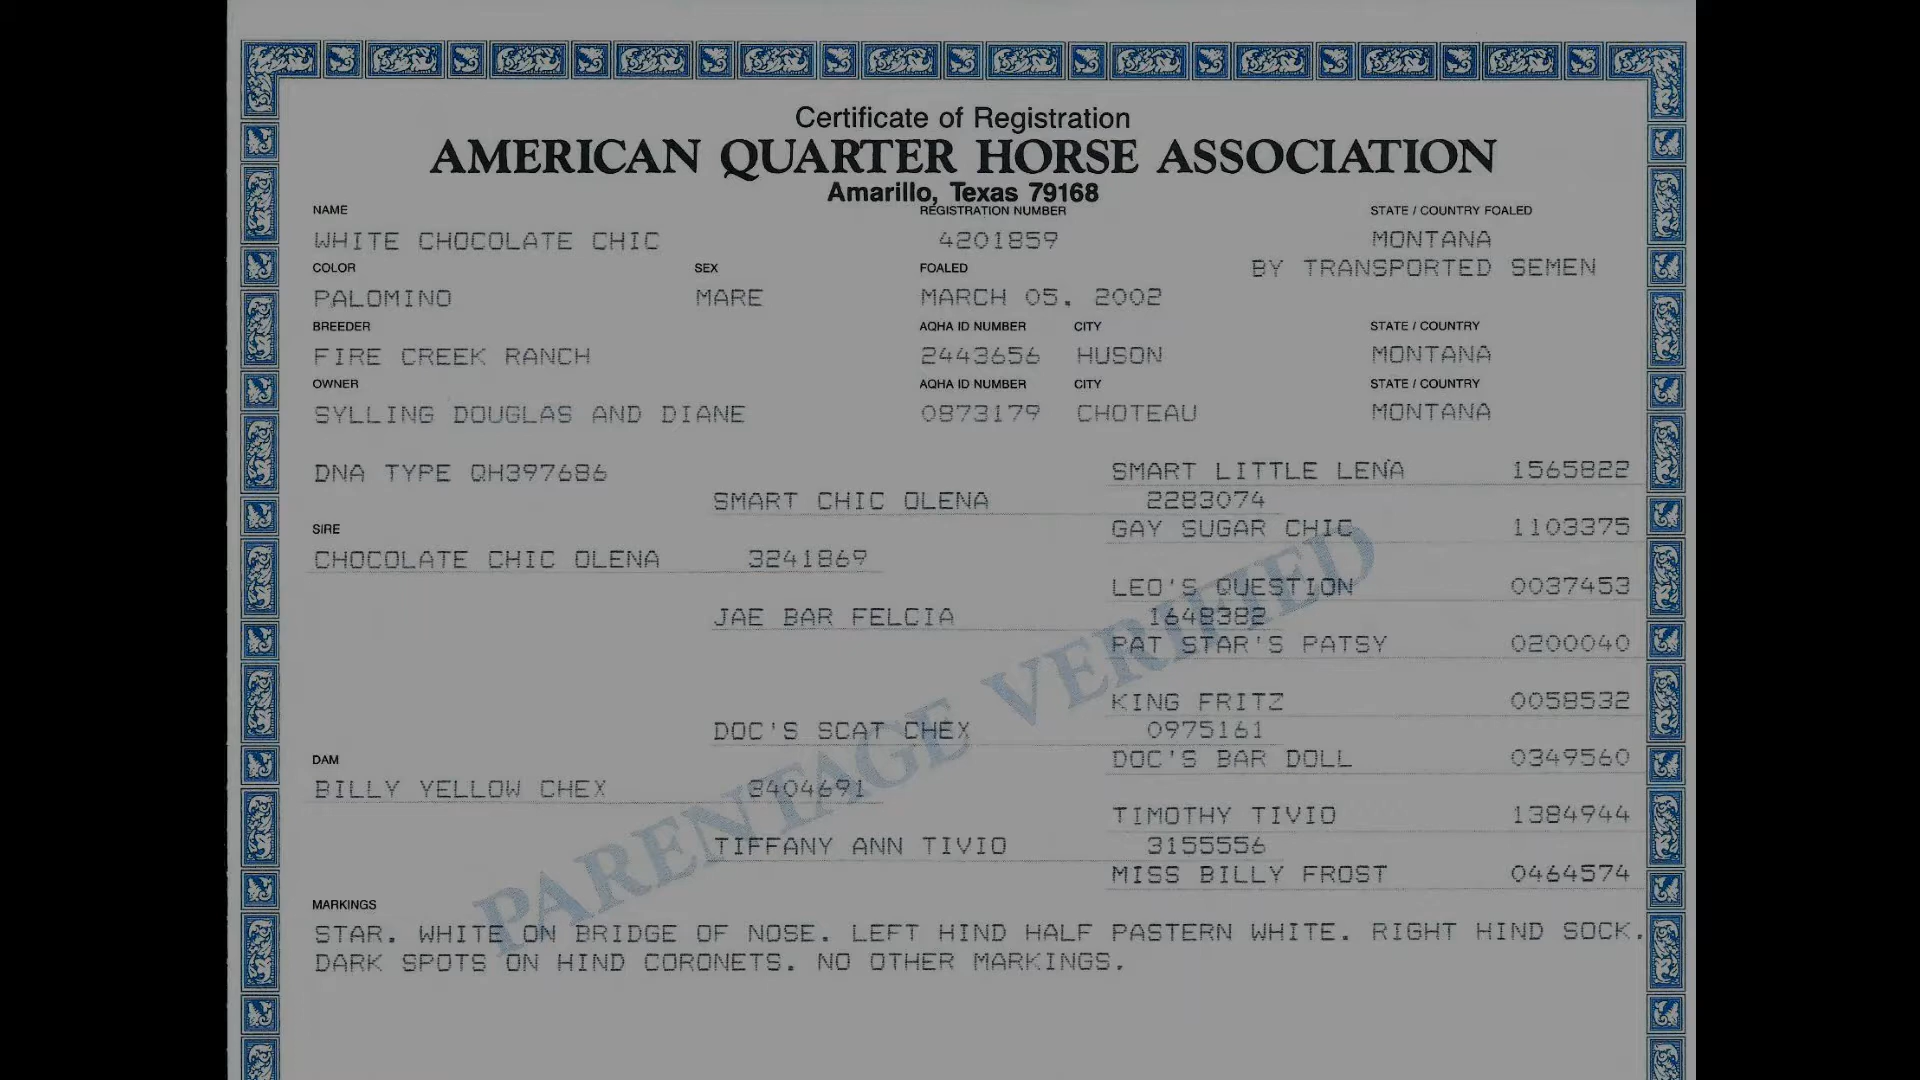 Certificate of Registration
AMERICAN QUARTER HORSE ASSOCIATION
Amarillo, Texas 79168
NAME REGISTRATION NUMBER STATE / COUNTRY FOALED
WHITE CHOCOLATE CHIC 4201859 MONTANA
COLOR SEX FOALED BY TRANSPORTED SEMEN
PALOMINO MARE MARCH 05, 2002
BREEDER AQHA ID NUMBER CITY STATE / COUNTRY
FIRE CREEK RANCH 2443656 HUSON MONTANA
OWNER AQHA ID NUMBER CITY STATE / COUNTRY
SYLLING DOUGLAS AND DIANE 0873179 CHOTEAU MONTANA
DNA TYPE QH397686 SMART LITTLE LENA 1565822
SMART CHIC OLENA 2283074
SIRE GAY SUGAR CHIC 1103375
CHOCOLATE CHIC OLENA 3241869
LEO'S QUESTION 0037453
JAE BAR FELCIA 1648382
PAT STAR'S PATSY 0200040
KING FRITZ 0058532
DOC'S SCAT CHEX 0975161
DAM DOC'S BAR DOLL 0349560
BILLY YELLOW CHEX 3404691
TIMOTHY TIVIO 1384944
TIFFANY ANN TIVIO 3155556
MISS BILLY FROST 0464574
PARENTAGE VERIFIED
MARKINGS
STAR. WHITE ON BRIDGE OF NOSE. LEFT HIND HALF PASTERN WHITE. RIGHT HIND SOCK.
DARK SPOTS ON HIND CORONETS. NO OTHER MARKINGS.